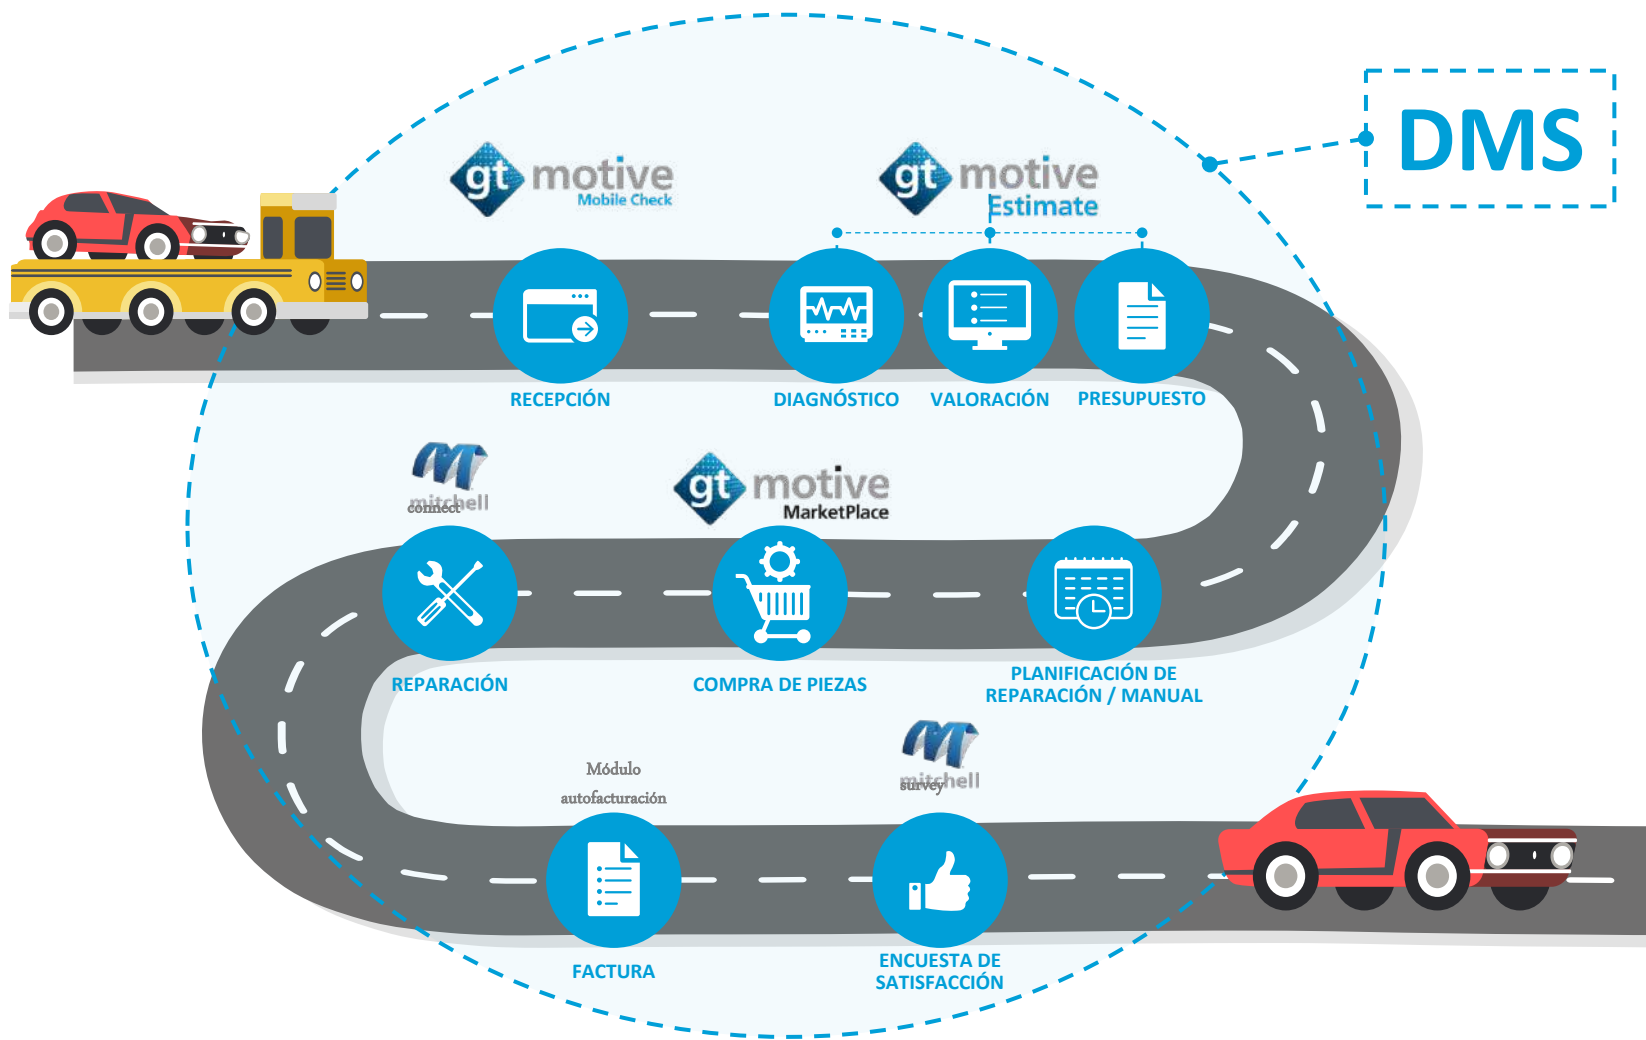 DMS
gt motive
Mobile Check
gt motive
Estimate
RECEPCIÓN
DIAGNÓSTICO
VALORACIÓN
PRESUPUESTO
mitchell
connect
gt motive
MarketPlace
REPARACIÓN
COMPRA DE PIEZAS
PLANIFICACIÓN DE
REPARACIÓN / MANUAL
Módulo
autofacturación
mitchell
survey
FACTURA
ENCUESTA DE
SATISFACCIÓN